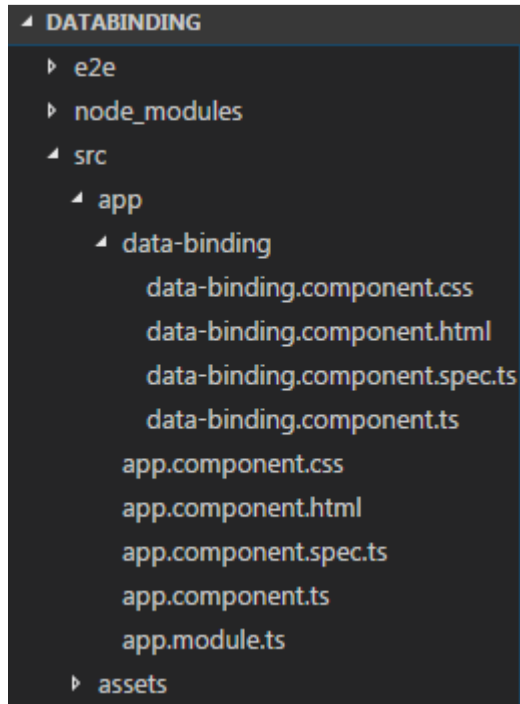 DATABINDING
e2e
node_modules
src
app
data-binding
data-binding.component.css
data-binding.component.html
data-binding.component.spec.ts
data-binding.component.ts
app.component.css
app.component.html
app.component.spec.ts
app.component.ts
app.module.ts
assets